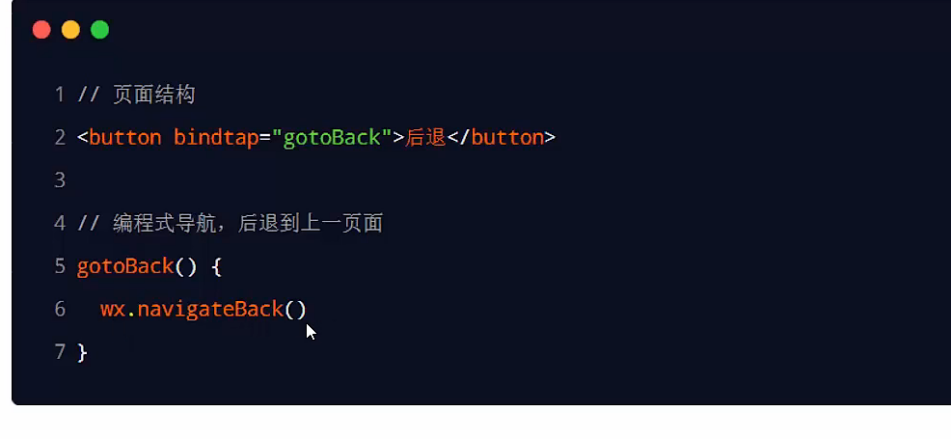 1 // 页面结构
2 <button bindtap="gotoBack">后退</button>
3
4 // 编程式导航，后退到上一页面
5 gotoBack() {
6   wx.navigateBack()
7 }